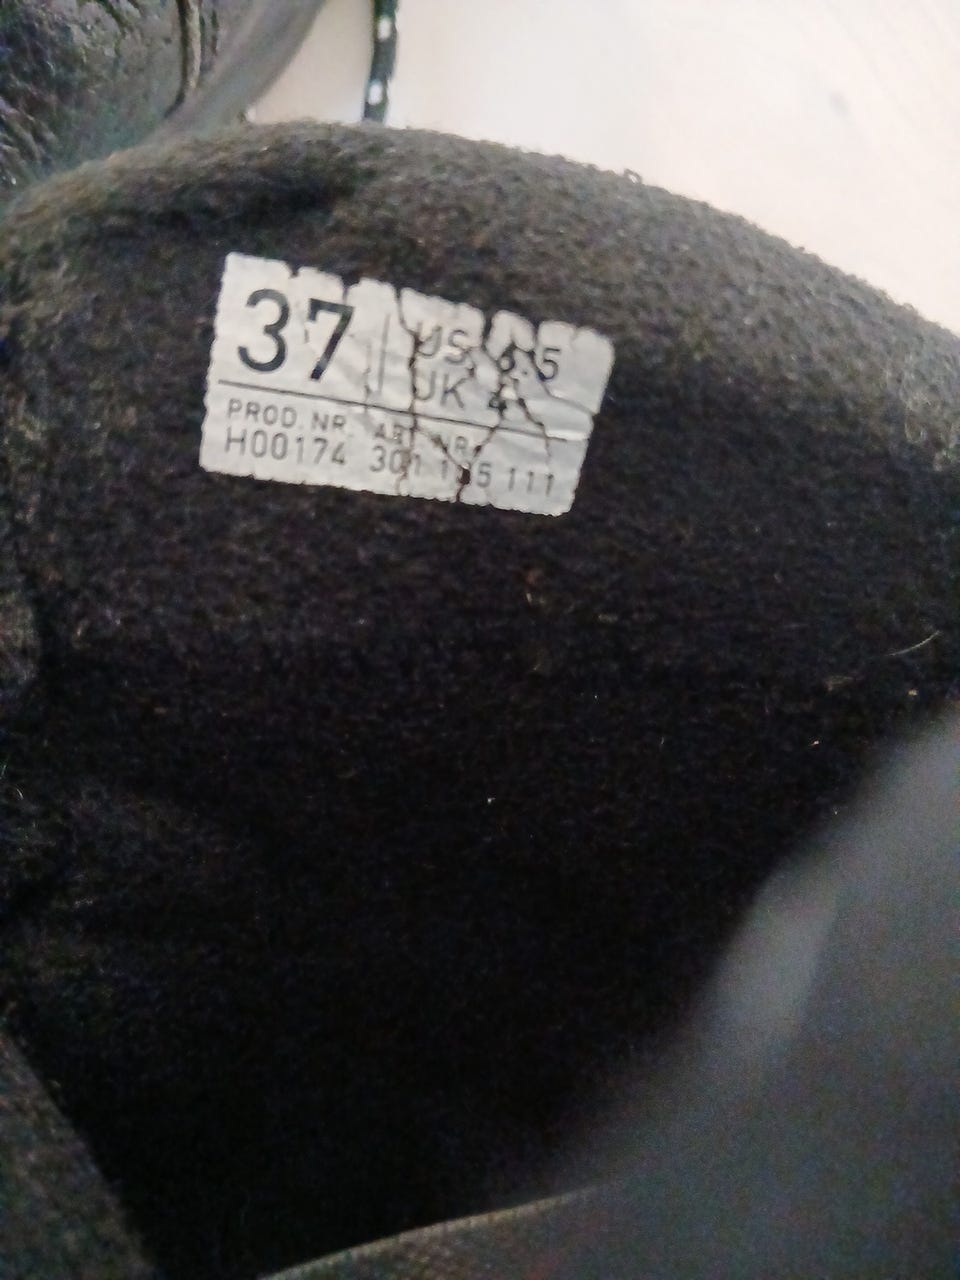 37
US 6.5
UK 4
PROD. NR. ART. NR.
H00174 301 111